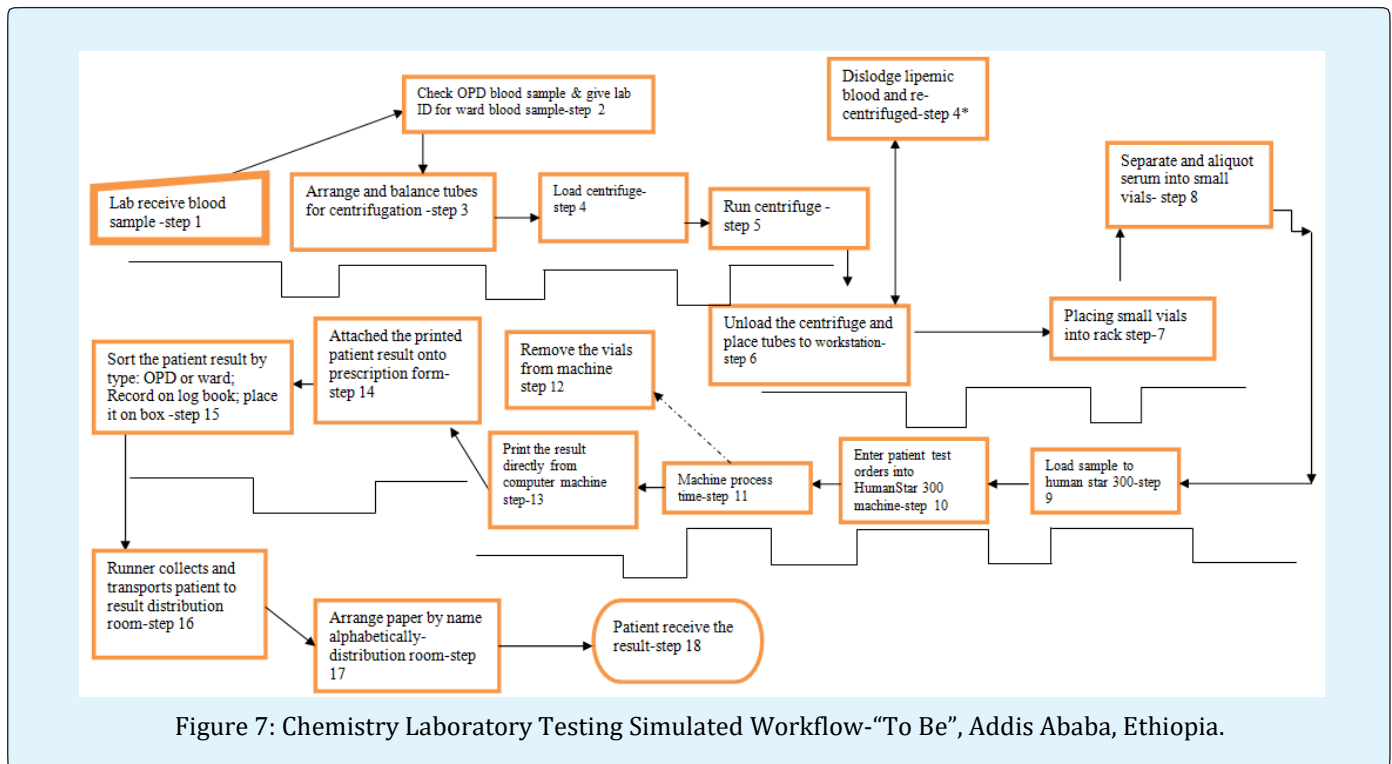 Check OPD blood sample & give lab
ID for ward blood sample-step 2
Dislodge lipemic
blood and re-
centrifuged-step 4*
Lab receive blood
sample -step 1
Arrange and balance tubes
for centrifugation -step 3
Load centrifuge-
step 4
Run centrifuge -
step 5
Separate and aliquot
serum into small
vials- step 8
Unload the centrifuge and
place tubes to workstation-
step 6
Placing small vials
into rack step-7
Sort the patient result by
type: OPD or ward;
Record on log book; place
it on box -step 15
Attached the printed
patient result onto
prescription form-
step 14
Remove the vials
from machine
step 12
Print the result
directly from
computer machine
step-13
Machine process
time-step 11
Enter patient test
orders into
HumanStar 300
machine-step 10
Load sample to
human star 300-step
9
Runner collects and
transports patient to
result distribution
room-step 16
Arrange paper by name
alphabetically-
distribution room-step
17
Patient receive the
result-step 18
Figure 7: Chemistry Laboratory Testing Simulated Workflow-“To Be”, Addis Ababa, Ethiopia.